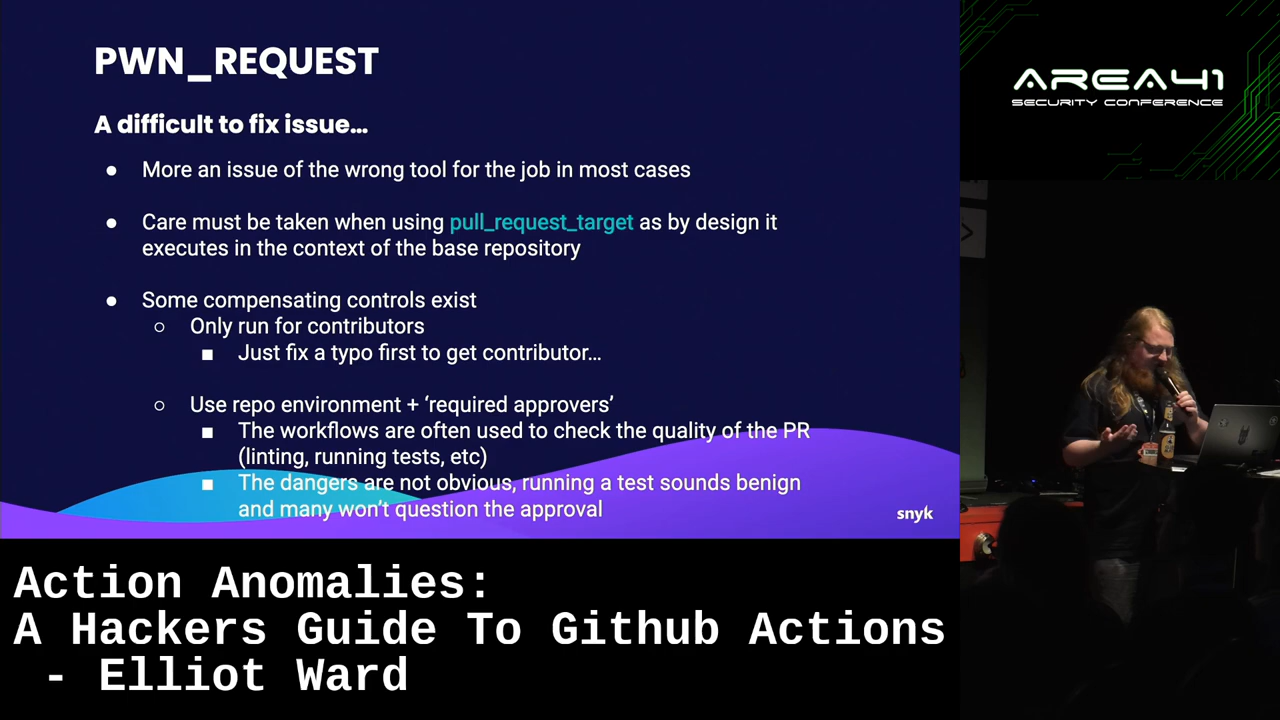 PWN_REQUEST
A difficult to fix issue...
● More an issue of the wrong tool for the job in most cases
● Care must be taken when using pull_request_target as by design it
executes in the context of the base repository
● Some compensating controls exist
○ Only run for contributors
■ Just fix a typo first to get contributor...
○ Use repo environment + ‘required approvers’
■ The workflows are often used to check the quality of the PR
(linting, running tests, etc)
■ The dangers are not obvious, running a test sounds benign
and many won’t question the approval
snyk
AREA41
SECURITY CONFERENCE
Action Anomalies:
A Hackers Guide To Github Actions
- Elliot Ward